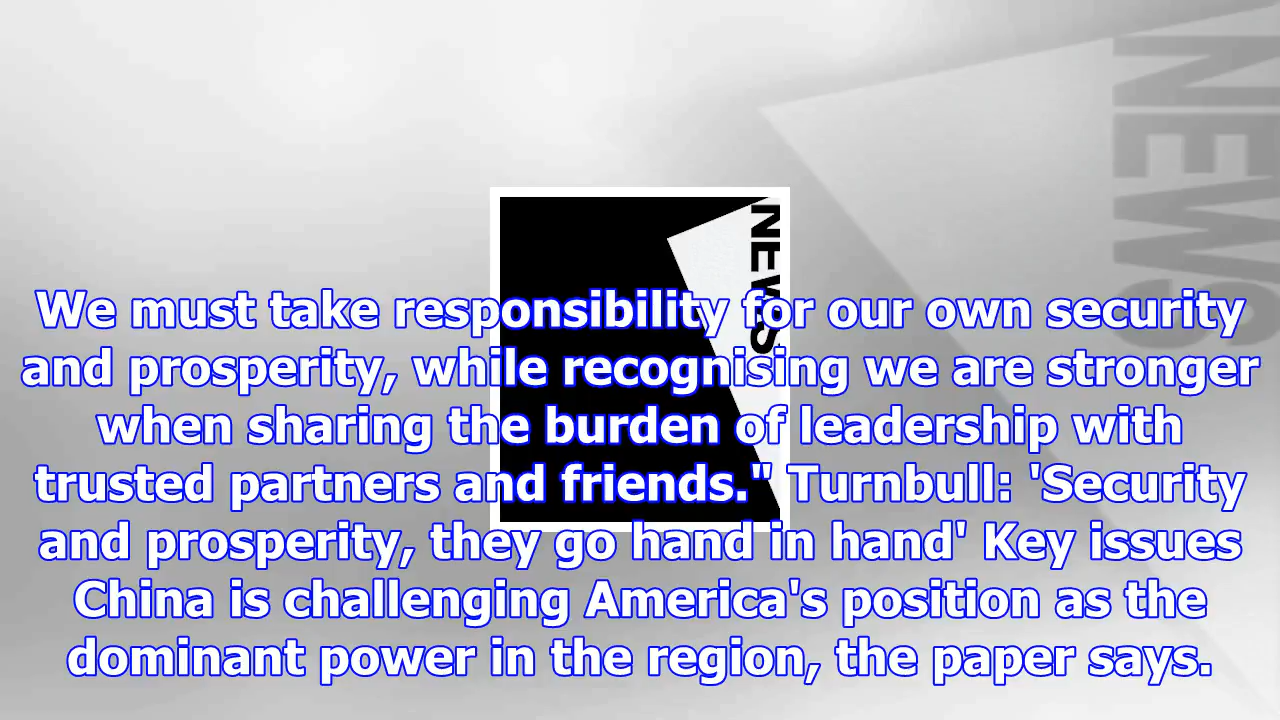 NEWS
NEWS
We must take responsibility for our own security
and prosperity, while recognising we are stronger
when sharing the burden of leadership with
trusted partners and friends." Turnbull: 'Security
and prosperity, they go hand in hand' Key issues
China is challenging America's position as the
dominant power in the region, the paper says.